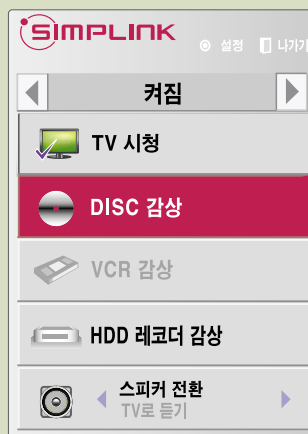 SIMPLINK
설정 나가기
켜짐
TV 시청
DISC 감상
VCR 감상
HDD 레코더 감상
스피커 전환
TV로 듣기